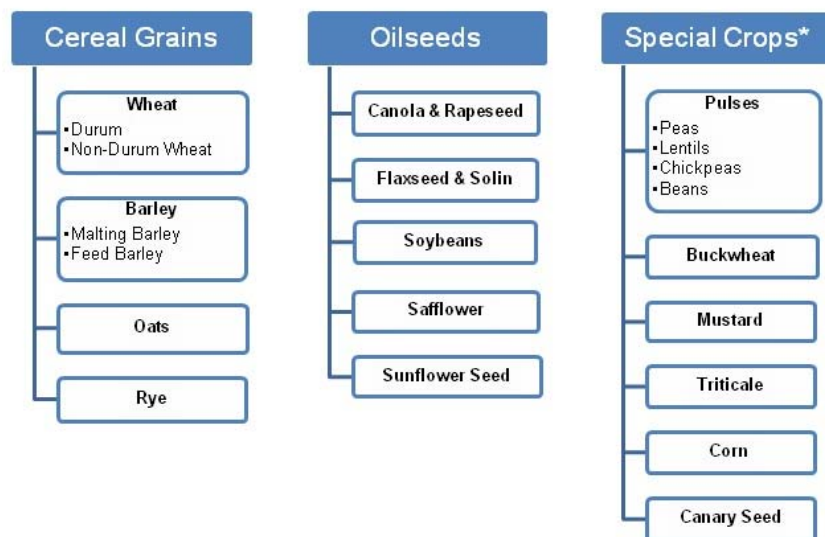 Cereal Grains
Wheat
▪Durum
▪Non-Durum Wheat
Barley
▪Malting Barley
▪Feed Barley
Oats
Rye
Oilseeds
Canola & Rapeseed
Flaxseed & Solin
Soybeans
Safflower
Sunflower Seed
Special Crops*
Pulses
▪Peas
▪Lentils
▪Chickpeas
▪Beans
Buckwheat
Mustard
Triticale
Corn
Canary Seed